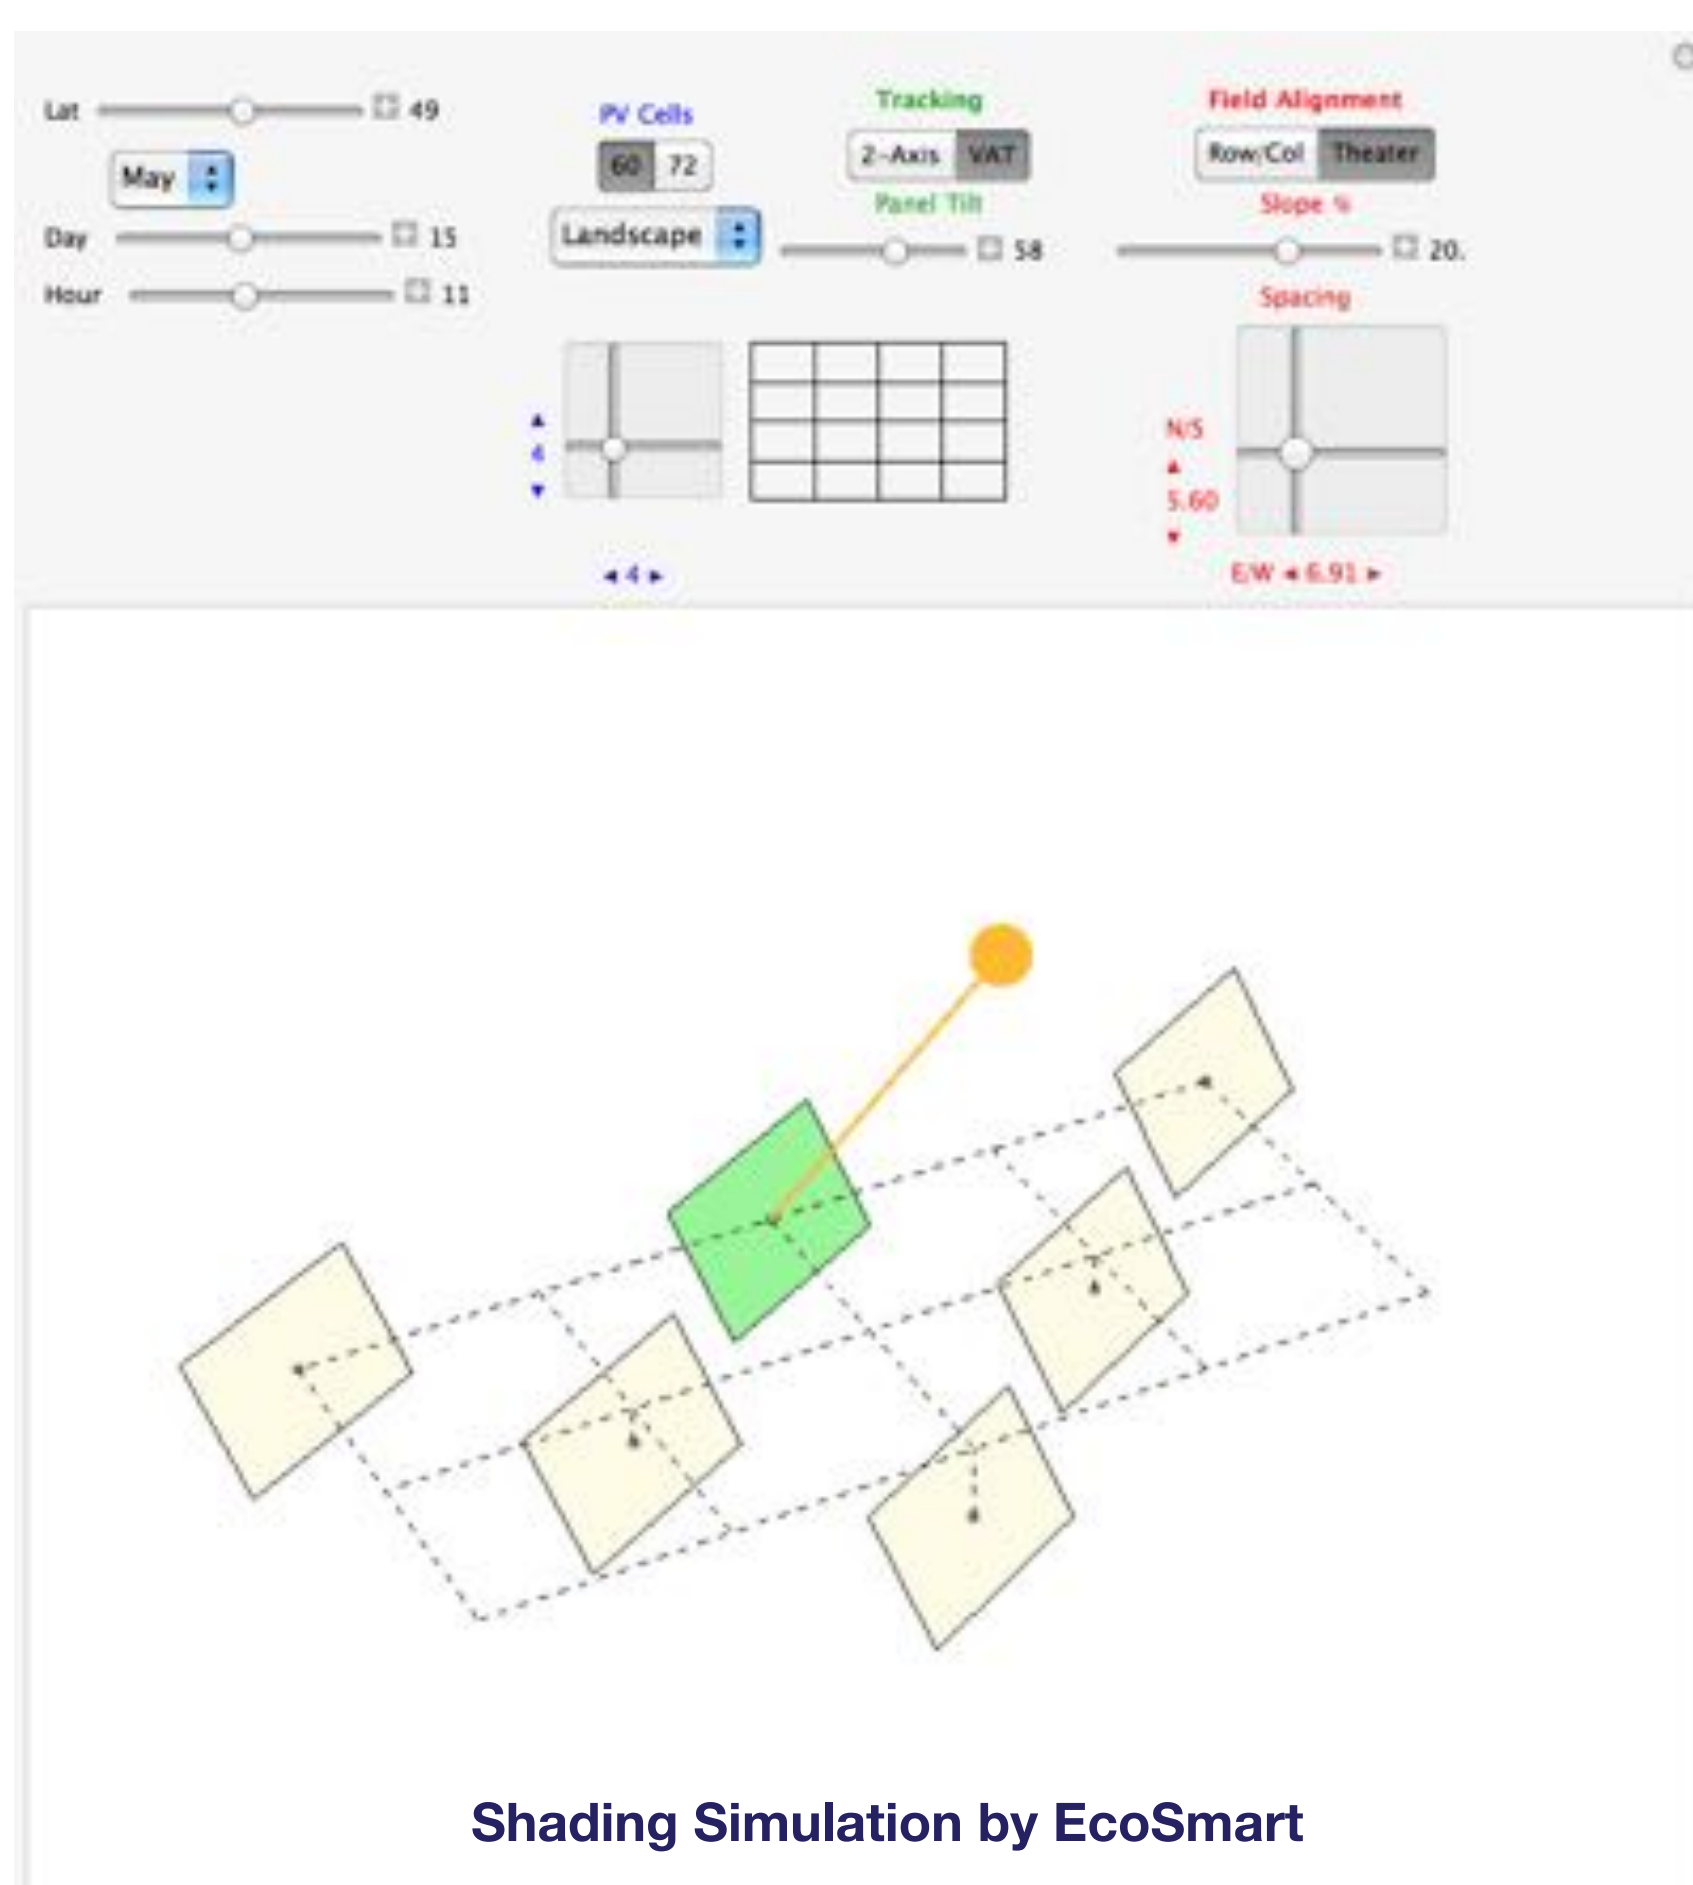 Lat 49
May
Day 15
Hour 11
PV Cells
60 72
Landscape
4
4
Tracking
2-Axis VAT
Panel Tilt
58
Field Alignment
Row/Col Theater
Slope %
20.
Spacing
N/S
5.60
E/W 6.91
Shading Simulation by EcoSmart